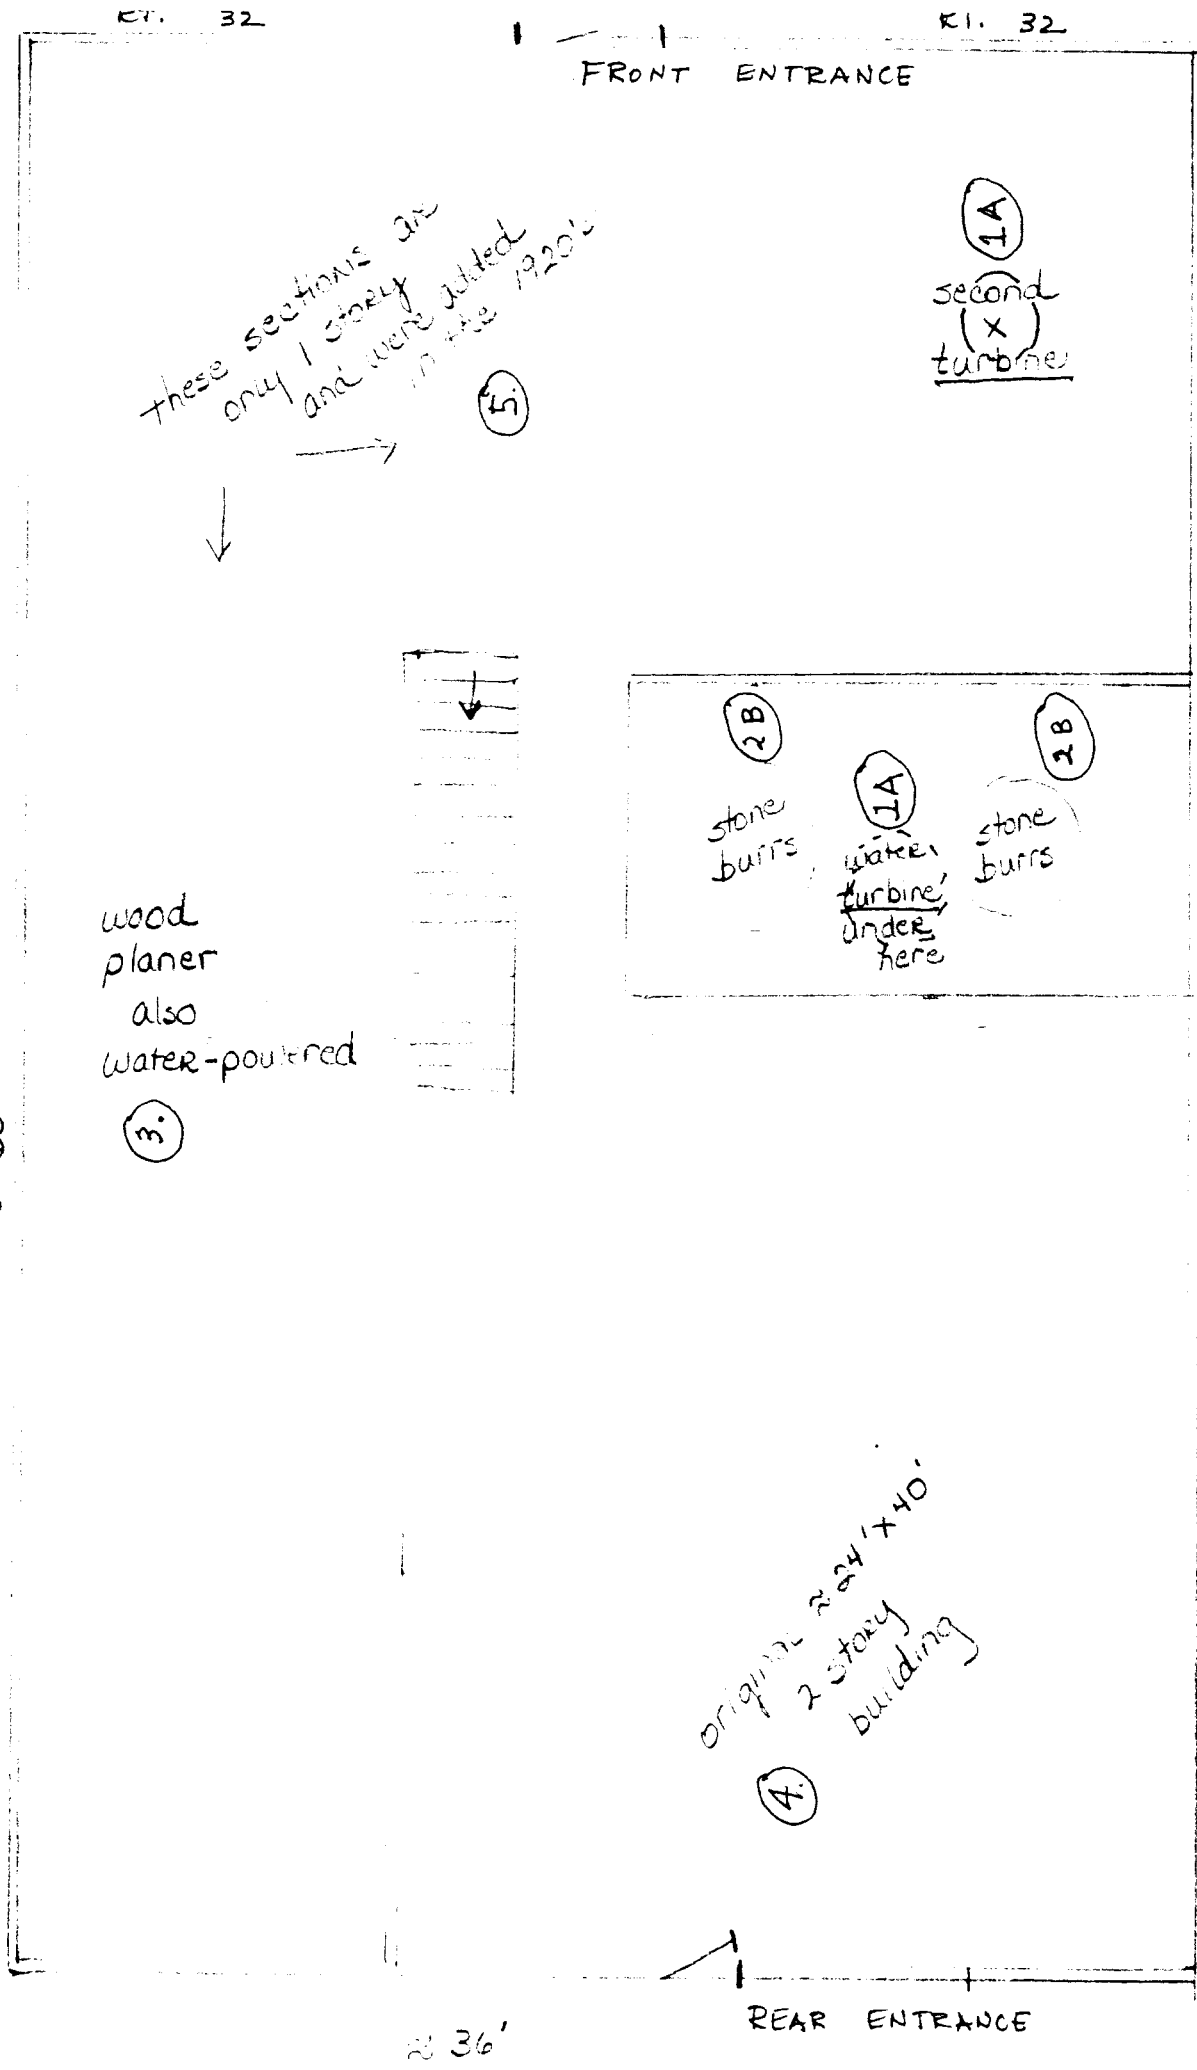 RT. 32
RT. 32
FRONT ENTRANCE
these sections are
only 1 story
and were added
in the 1920's
5.
1A
second
(x)
turbine
2B
2B
1A
stone
burrs
water
turbine
under
here
stone
burrs
wood
planer
also
water-powered
3.
original ≈ 24' x 40'
2 story
building
4.
REAR ENTRANCE
≈ 36'